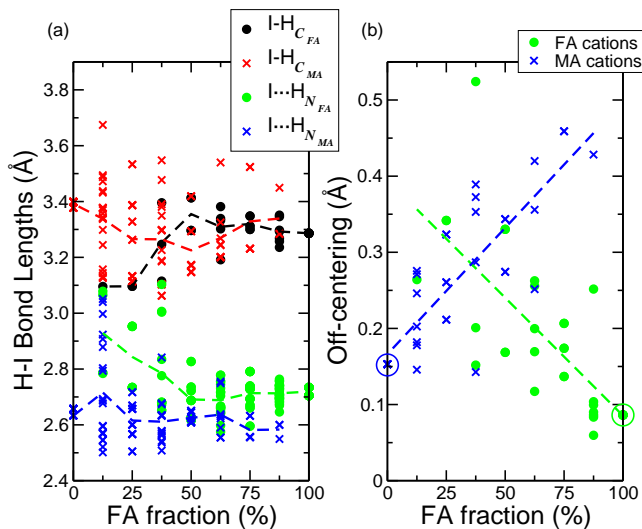 (a)
I-H_{C_{FA}}
I-H_{C_{MA}}
I···H_{N_{FA}}
I···H_{N_{MA}}
H-I Bond Lengths (Å)
3.8
3.6
3.4
3.2
3.0
2.8
2.6
2.4
0 25 50 75 100
FA fraction (%)
(b)
FA cations
MA cations
Off-centering (Å)
0.5
0.4
0.3
0.2
0.1
0
0 25 50 75 100
FA fraction (%)